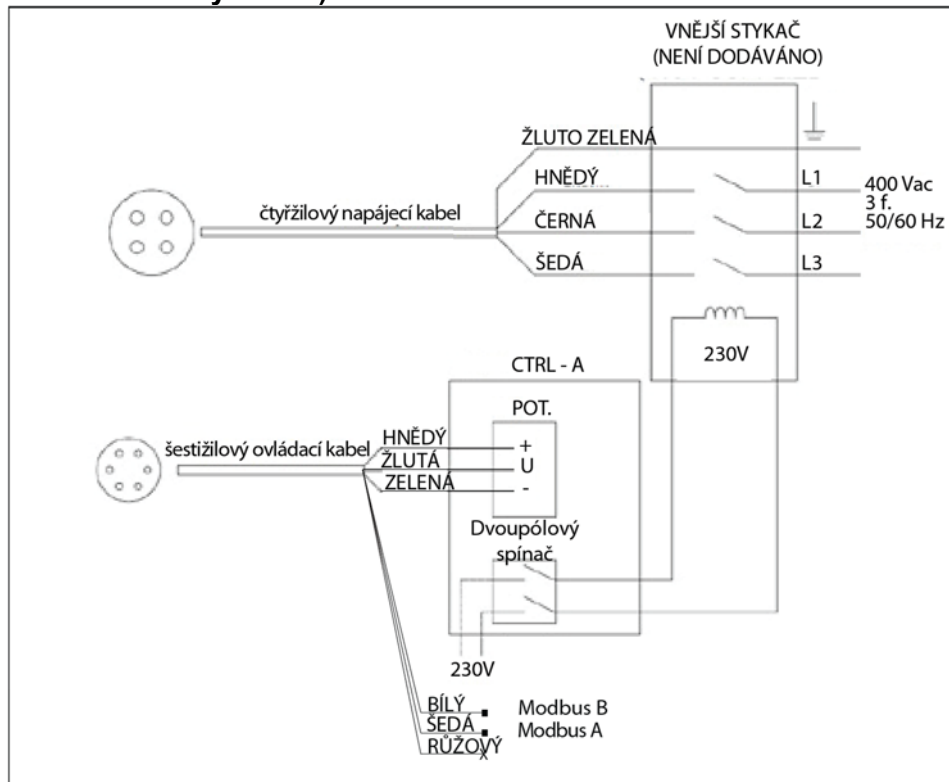 VNĚJŠÍ STYKAČ
(NENÍ DODÁVÁNO)
ŽLUTO ZELENÁ
HNĚDÝ
L1
400 Vac
3 f.
50/60 Hz
čtyřžilový napájecí kabel
ČERNÁ
L2
ŠEDÁ
L3
230V
CTRL - A
POT.
šestižilový ovládací kabel
HNĚDÝ
+
ŽLUTÁ
U
ZELENÁ
-
Dvoupólový
spínač
230V
BÍLÝ
Modbus B
ŠEDÁ
Modbus A
RŮŽOVÝ